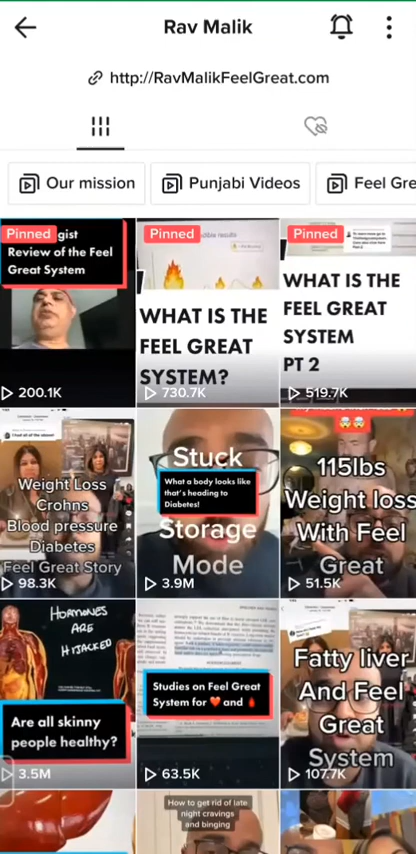 Rav Malik
http://RavMalikFeelGreat.com
Our mission
Punjabi Videos
Feel Gre
Pinned
gist
Review of the Feel
Great System
200.1K
Pinned
WHAT IS THE
FEEL GREAT
SYSTEM?
730.7K
Pinned
WHAT IS THE
FEEL GREAT
SYSTEM
PT 2
519.7K
Weight Loss
Crohns
Blood pressure
Diabetes
Feel Great Story
98.3K
Stuck
What a body looks like
that's heading to
Diabetes!
Storage
Mode
3.9M
115lbs
Weight loss
With Feel
Great
51.5K
HORMONES
ARE
HIJACKED
Are all skinny
people healthy?
3.5M
Studies on Feel Great
System for ❤️ and 🩸
63.5K
Fatty liver
And Feel
Great
System
107.7K
How to get rid of late
night cravings
and binging